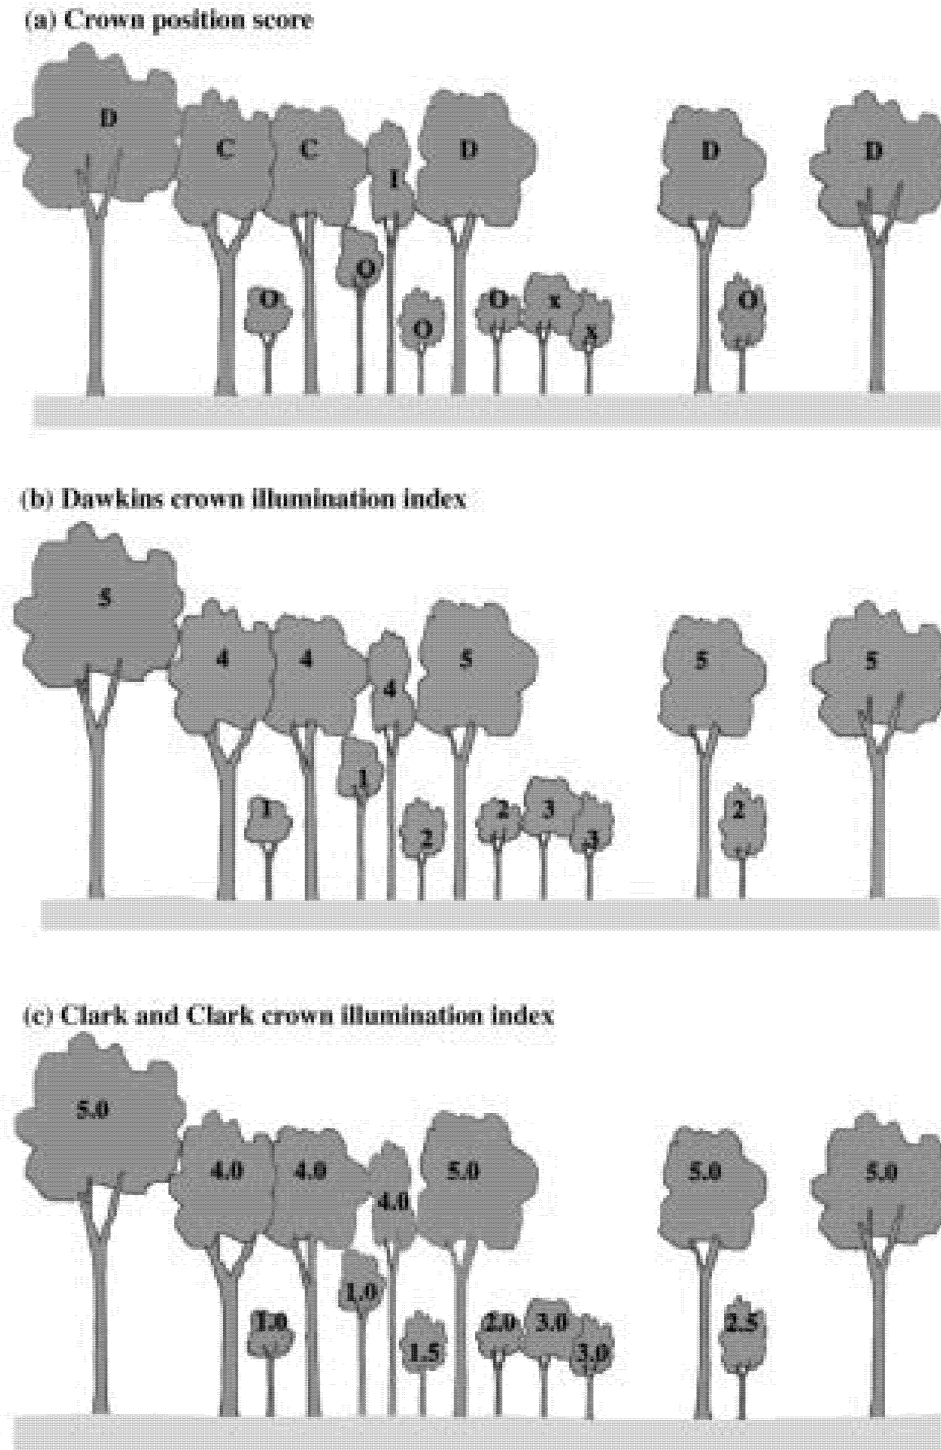 (a) Crown position score
D
C C I D D D
O O O O x x O
(b) Dawkins crown illumination index
5
4 4 4 5 5 5
1 1 2 2 3 3 2
(c) Clark and Clark crown illumination index
5.0
4.0 4.0 4.0 5.0 5.0 5.0
1.0 1.0 1.5 2.0 3.0 3.0 2.5